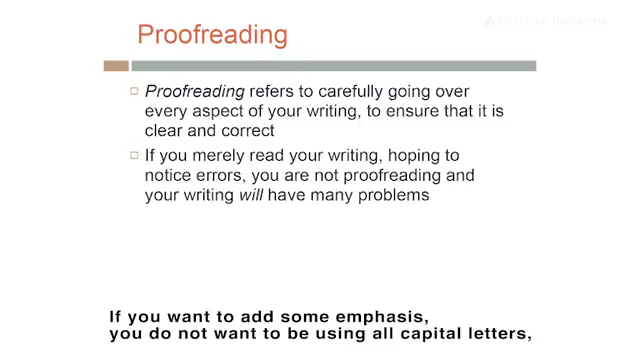 Proofreading
Proofreading refers to carefully going over
every aspect of your writing, to ensure that it is
clear and correct
If you merely read your writing, hoping to
notice errors, you are not proofreading and
your writing will have many problems
If you want to add some emphasis,
you do not want to be using all capital letters,